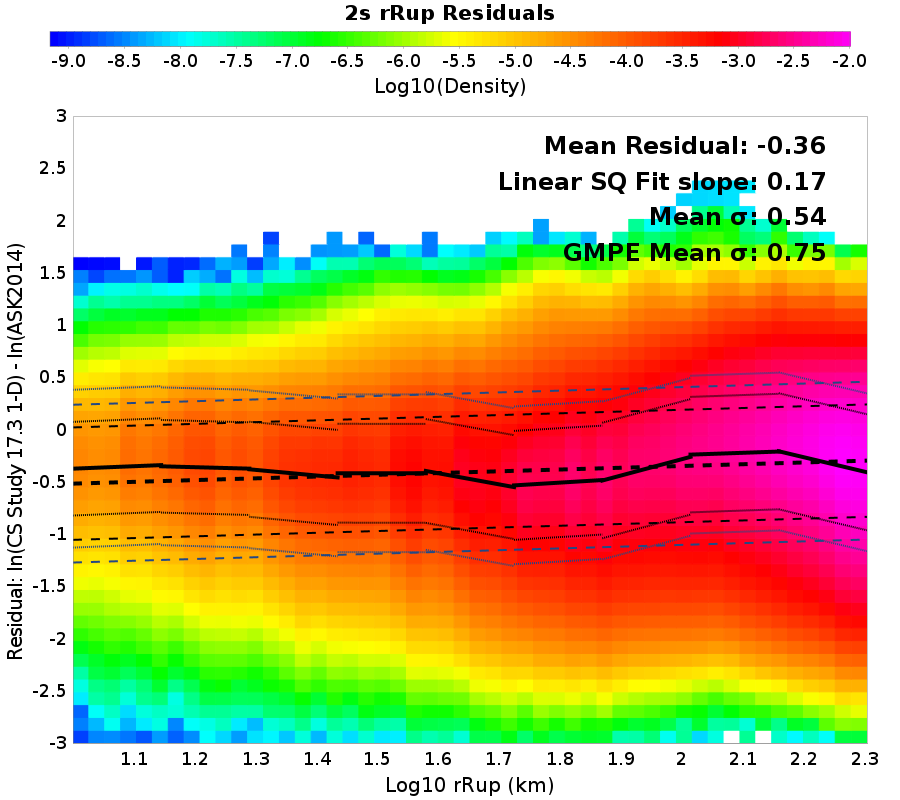 2s rRup Residuals
-9.0 -8.5 -8.0 -7.5 -7.0 -6.5 -6.0 -5.5 -5.0 -4.5 -4.0 -3.5 -3.0 -2.5 -2.0
Log10(Density)
Mean Residual: -0.36
Linear SQ Fit slope: 0.17
Mean σ: 0.54
GMPE Mean σ: 0.75
Residual: ln(CS Study 17.3 1-D) - ln(ASK2014)
3
2.5
2
1.5
1
0.5
0
-0.5
-1
-1.5
-2
-2.5
-3
1.1 1.2 1.3 1.4 1.5 1.6 1.7 1.8 1.9 2 2.1 2.2 2.3
Log10 rRup (km)